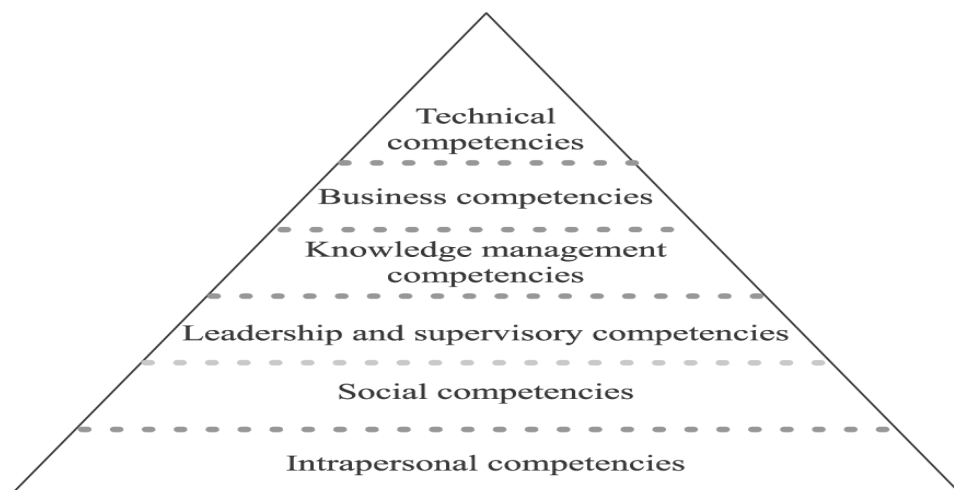 Technical
competencies
Business competencies
Knowledge management
competencies
Leadership and supervisory competencies
Social competencies
Intrapersonal competencies